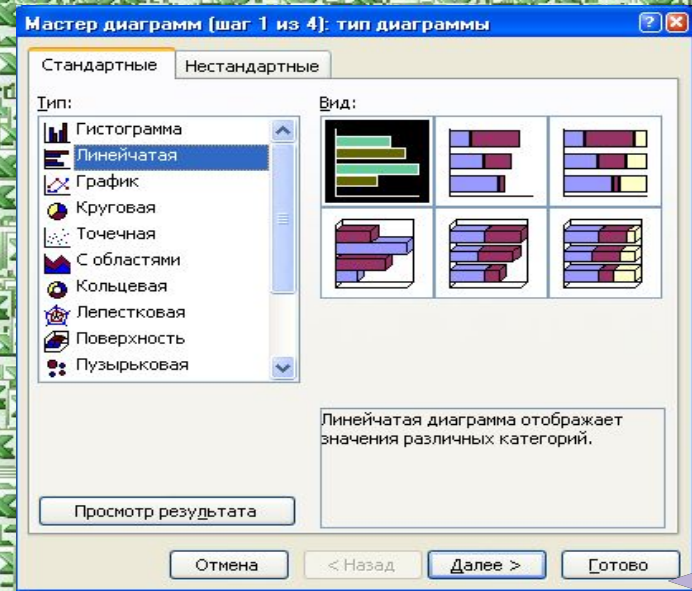 Мастер диаграмм (шаг 1 из 4): тип диаграммы
Стандартные Нестандартные
Тип:
Гистограмма
Линейчатая
График
Круговая
Точечная
С областями
Кольцевая
Лепестковая
Поверхность
Пузырьковая
Вид:
Линейчатая диаграмма отображает
значения различных категорий.
Просмотр результата
Отмена < Назад Далее > Готово